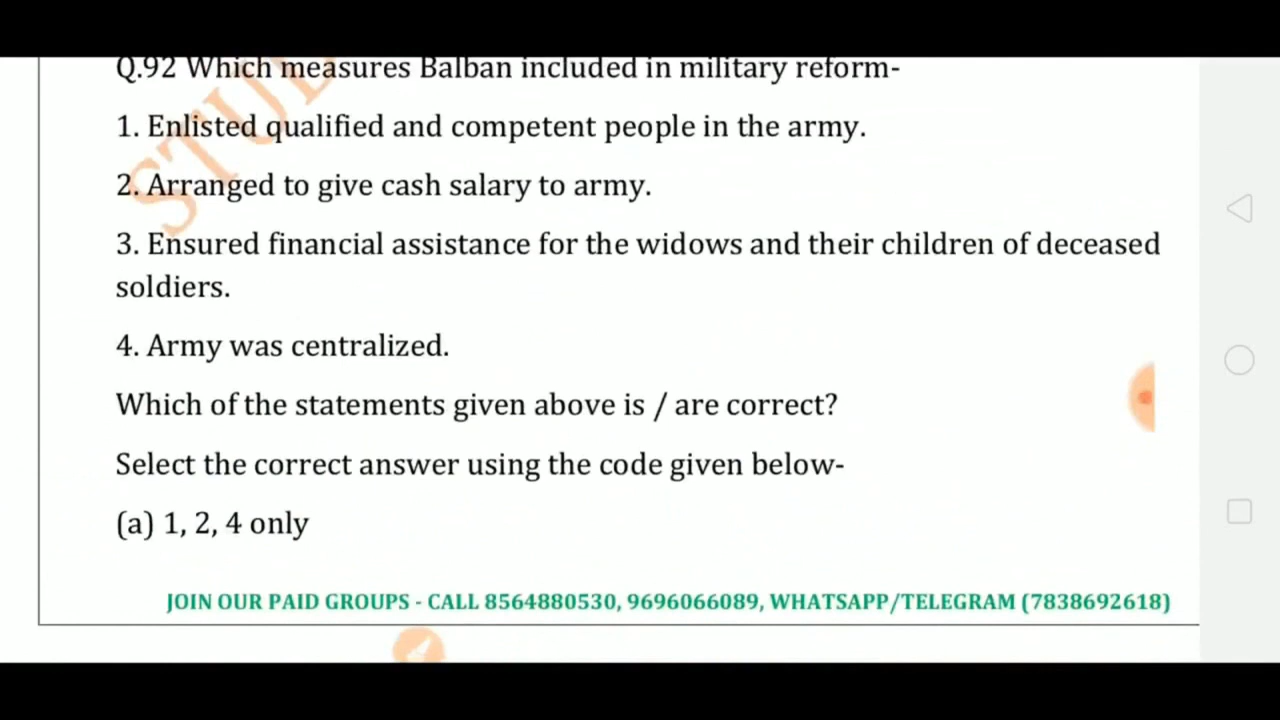 Q.92 Which measures Balban included in military reform-
1. Enlisted qualified and competent people in the army.
2. Arranged to give cash salary to army.
3. Ensured financial assistance for the widows and their children of deceased
soldiers.
4. Army was centralized.
Which of the statements given above is / are correct?
Select the correct answer using the code given below-
(a) 1, 2, 4 only
JOIN OUR PAID GROUPS - CALL 8564880530, 9696066089, WHATSAPP/TELEGRAM (7838692618)